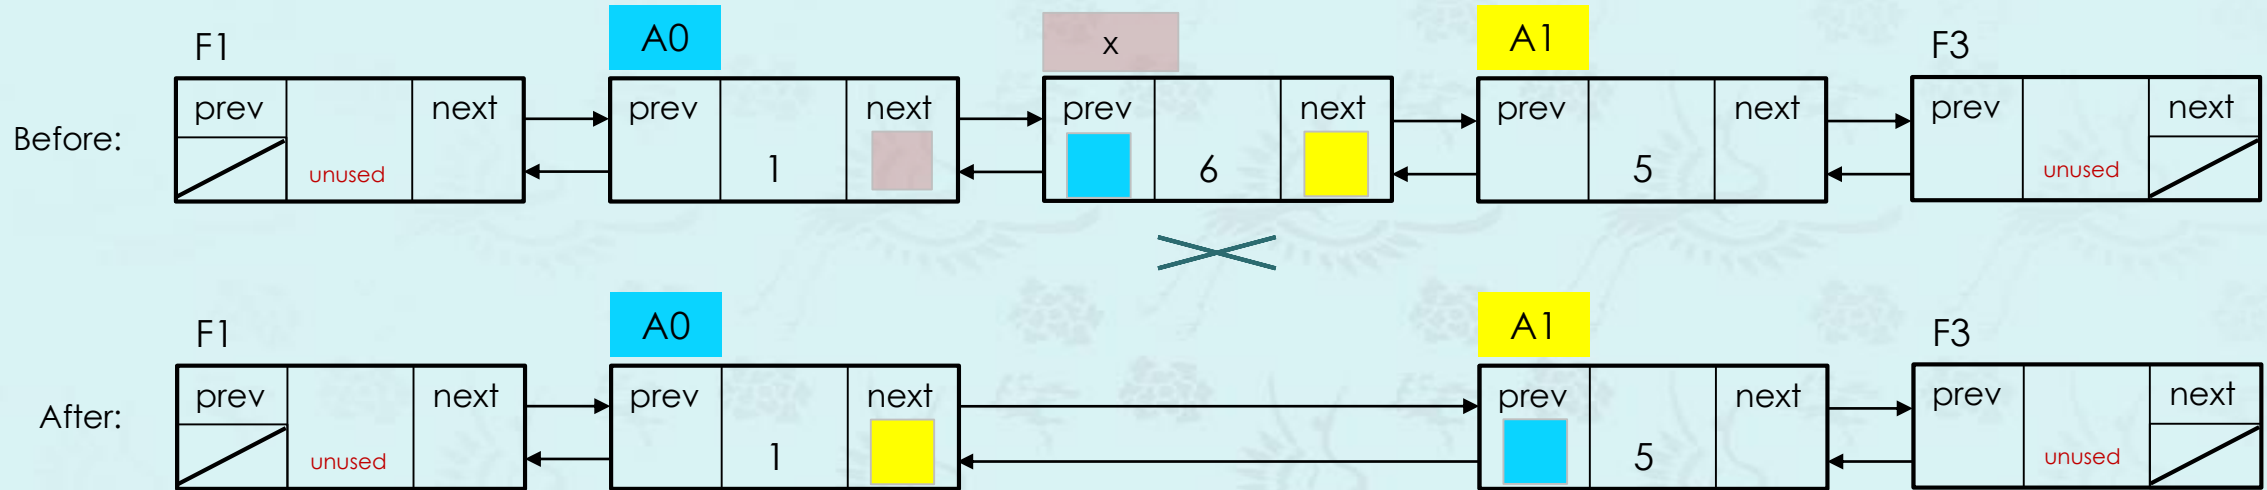 F1 A0 x A1 F3
Before: prev unused next prev 1 next prev 6 next prev 5 next prev unused next
F1 A0 A1 F3
After: prev unused next prev 1 next prev 5 next prev unused next